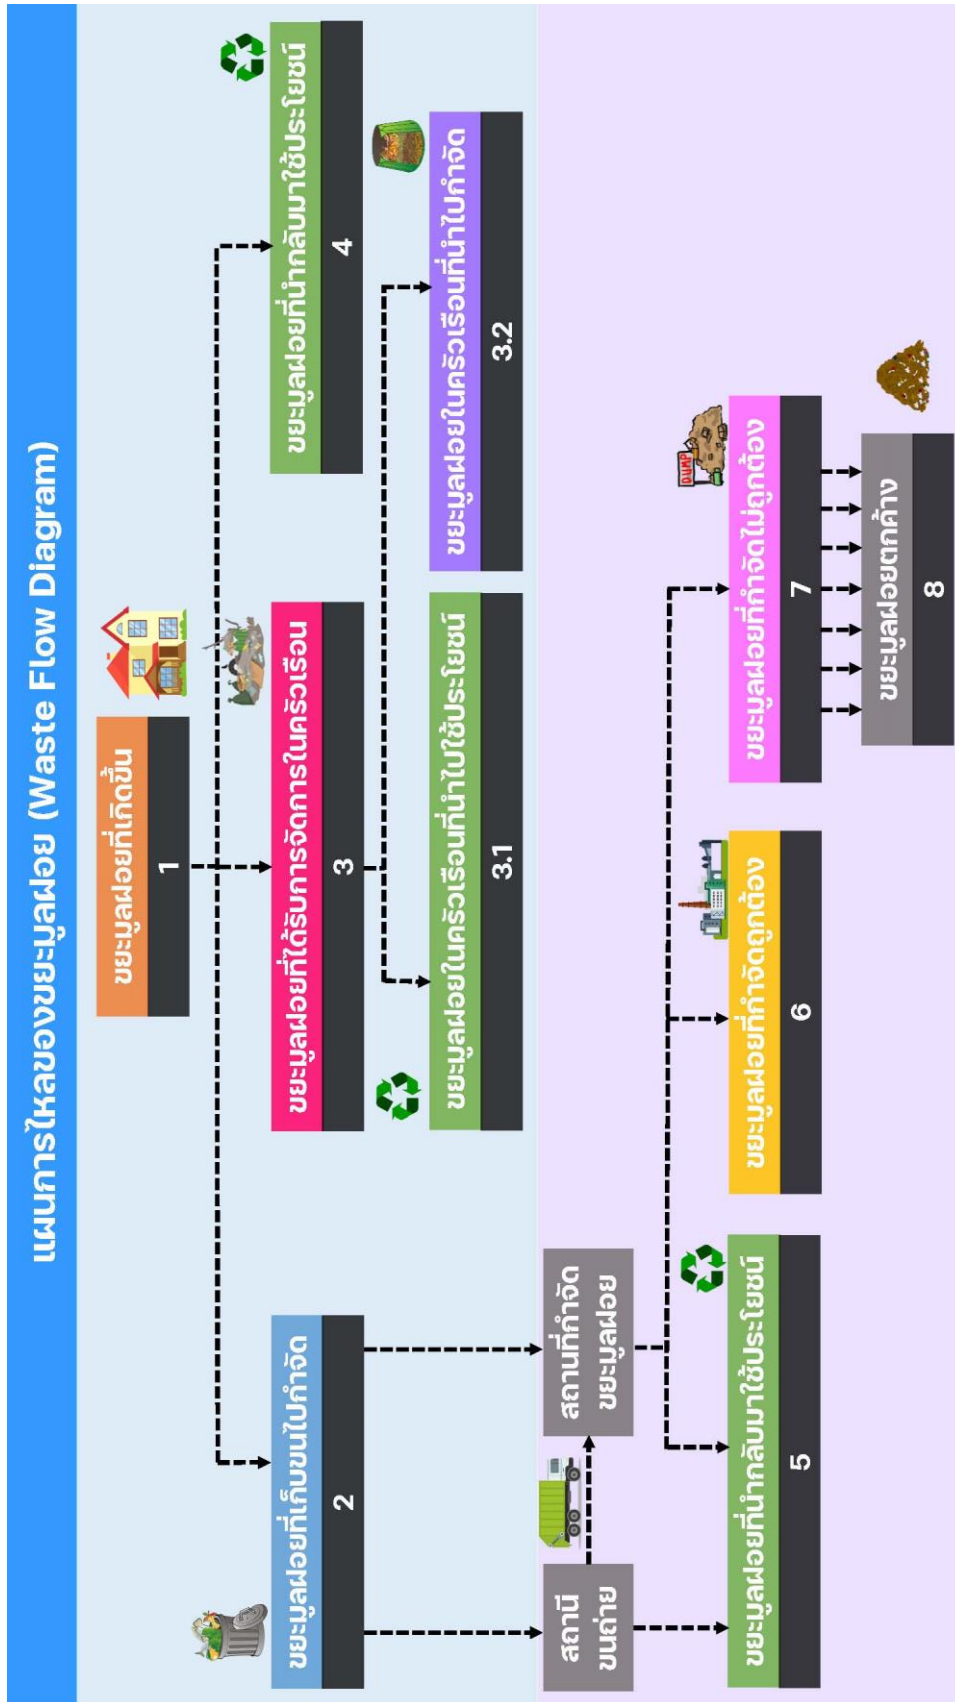 แผนการไหลของขยะมูลฝอย (Waste Flow Diagram)
ขยะมูลฝอยที่เกิดขึ้น
1
ขยะมูลฝอยที่เก็บขนไปกำจัด
2
ขยะมูลฝอยที่ได้รับการจัดการในครัวเรือน
3
ขยะมูลฝอยที่นำกลับมาใช้ประโยชน์
4
ขยะมูลฝอยในครัวเรือนที่นำไปใช้ประโยชน์
3.1
ขยะมูลฝอยในครัวเรือนที่นำไปกำจัด
3.2
สถานี
ขนถ่าย
สถานที่กำจัด
ขยะมูลฝอย
ขยะมูลฝอยที่นำกลับมาใช้ประโยชน์
5
ขยะมูลฝอยที่กำจัดถูกต้อง
6
DUMP
ขยะมูลฝอยที่กำจัดไม่ถูกต้อง
7
ขยะมูลฝอยตกค้าง
8